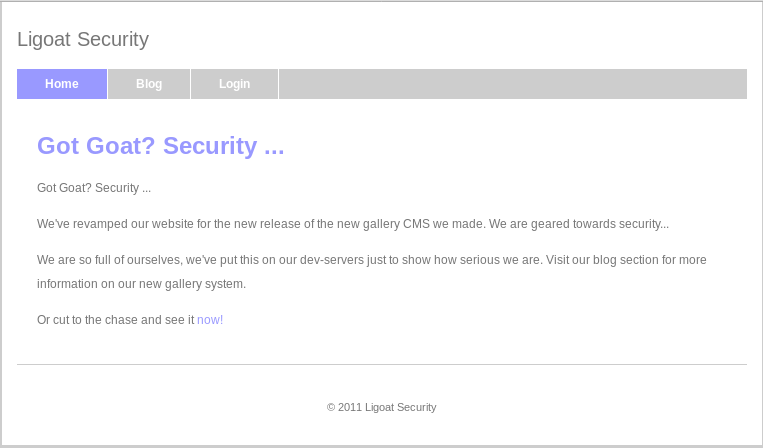 Ligoat Security
Home Blog Login
Got Goat? Security ...
Got Goat? Security ...
We've revamped our website for the new release of the new gallery CMS we made. We are geared towards security...
We are so full of ourselves, we've put this on our dev-servers just to show how serious we are. Visit our blog section for more
information on our new gallery system.
Or cut to the chase and see it now!
© 2011 Ligoat Security